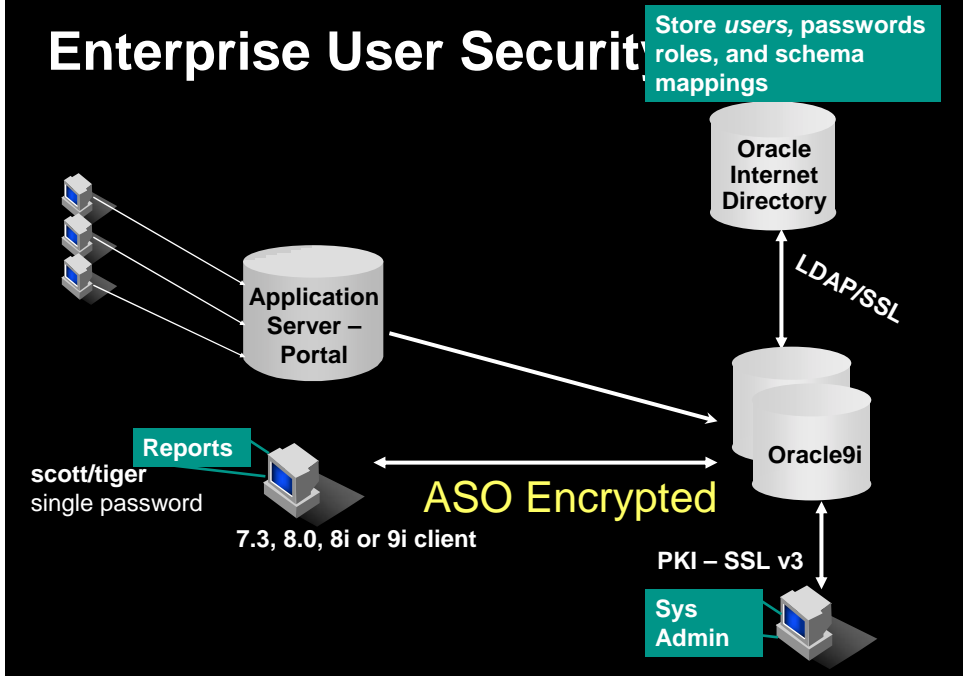 Enterprise User Security
Store users, passwords
roles, and schema
mappings
Oracle
Internet
Directory
LDAP/SSL
Application
Server –
Portal
Oracle9i
Reports
scott/tiger
single password
ASO Encrypted
7.3, 8.0, 8i or 9i client
PKI – SSL v3
Sys
Admin